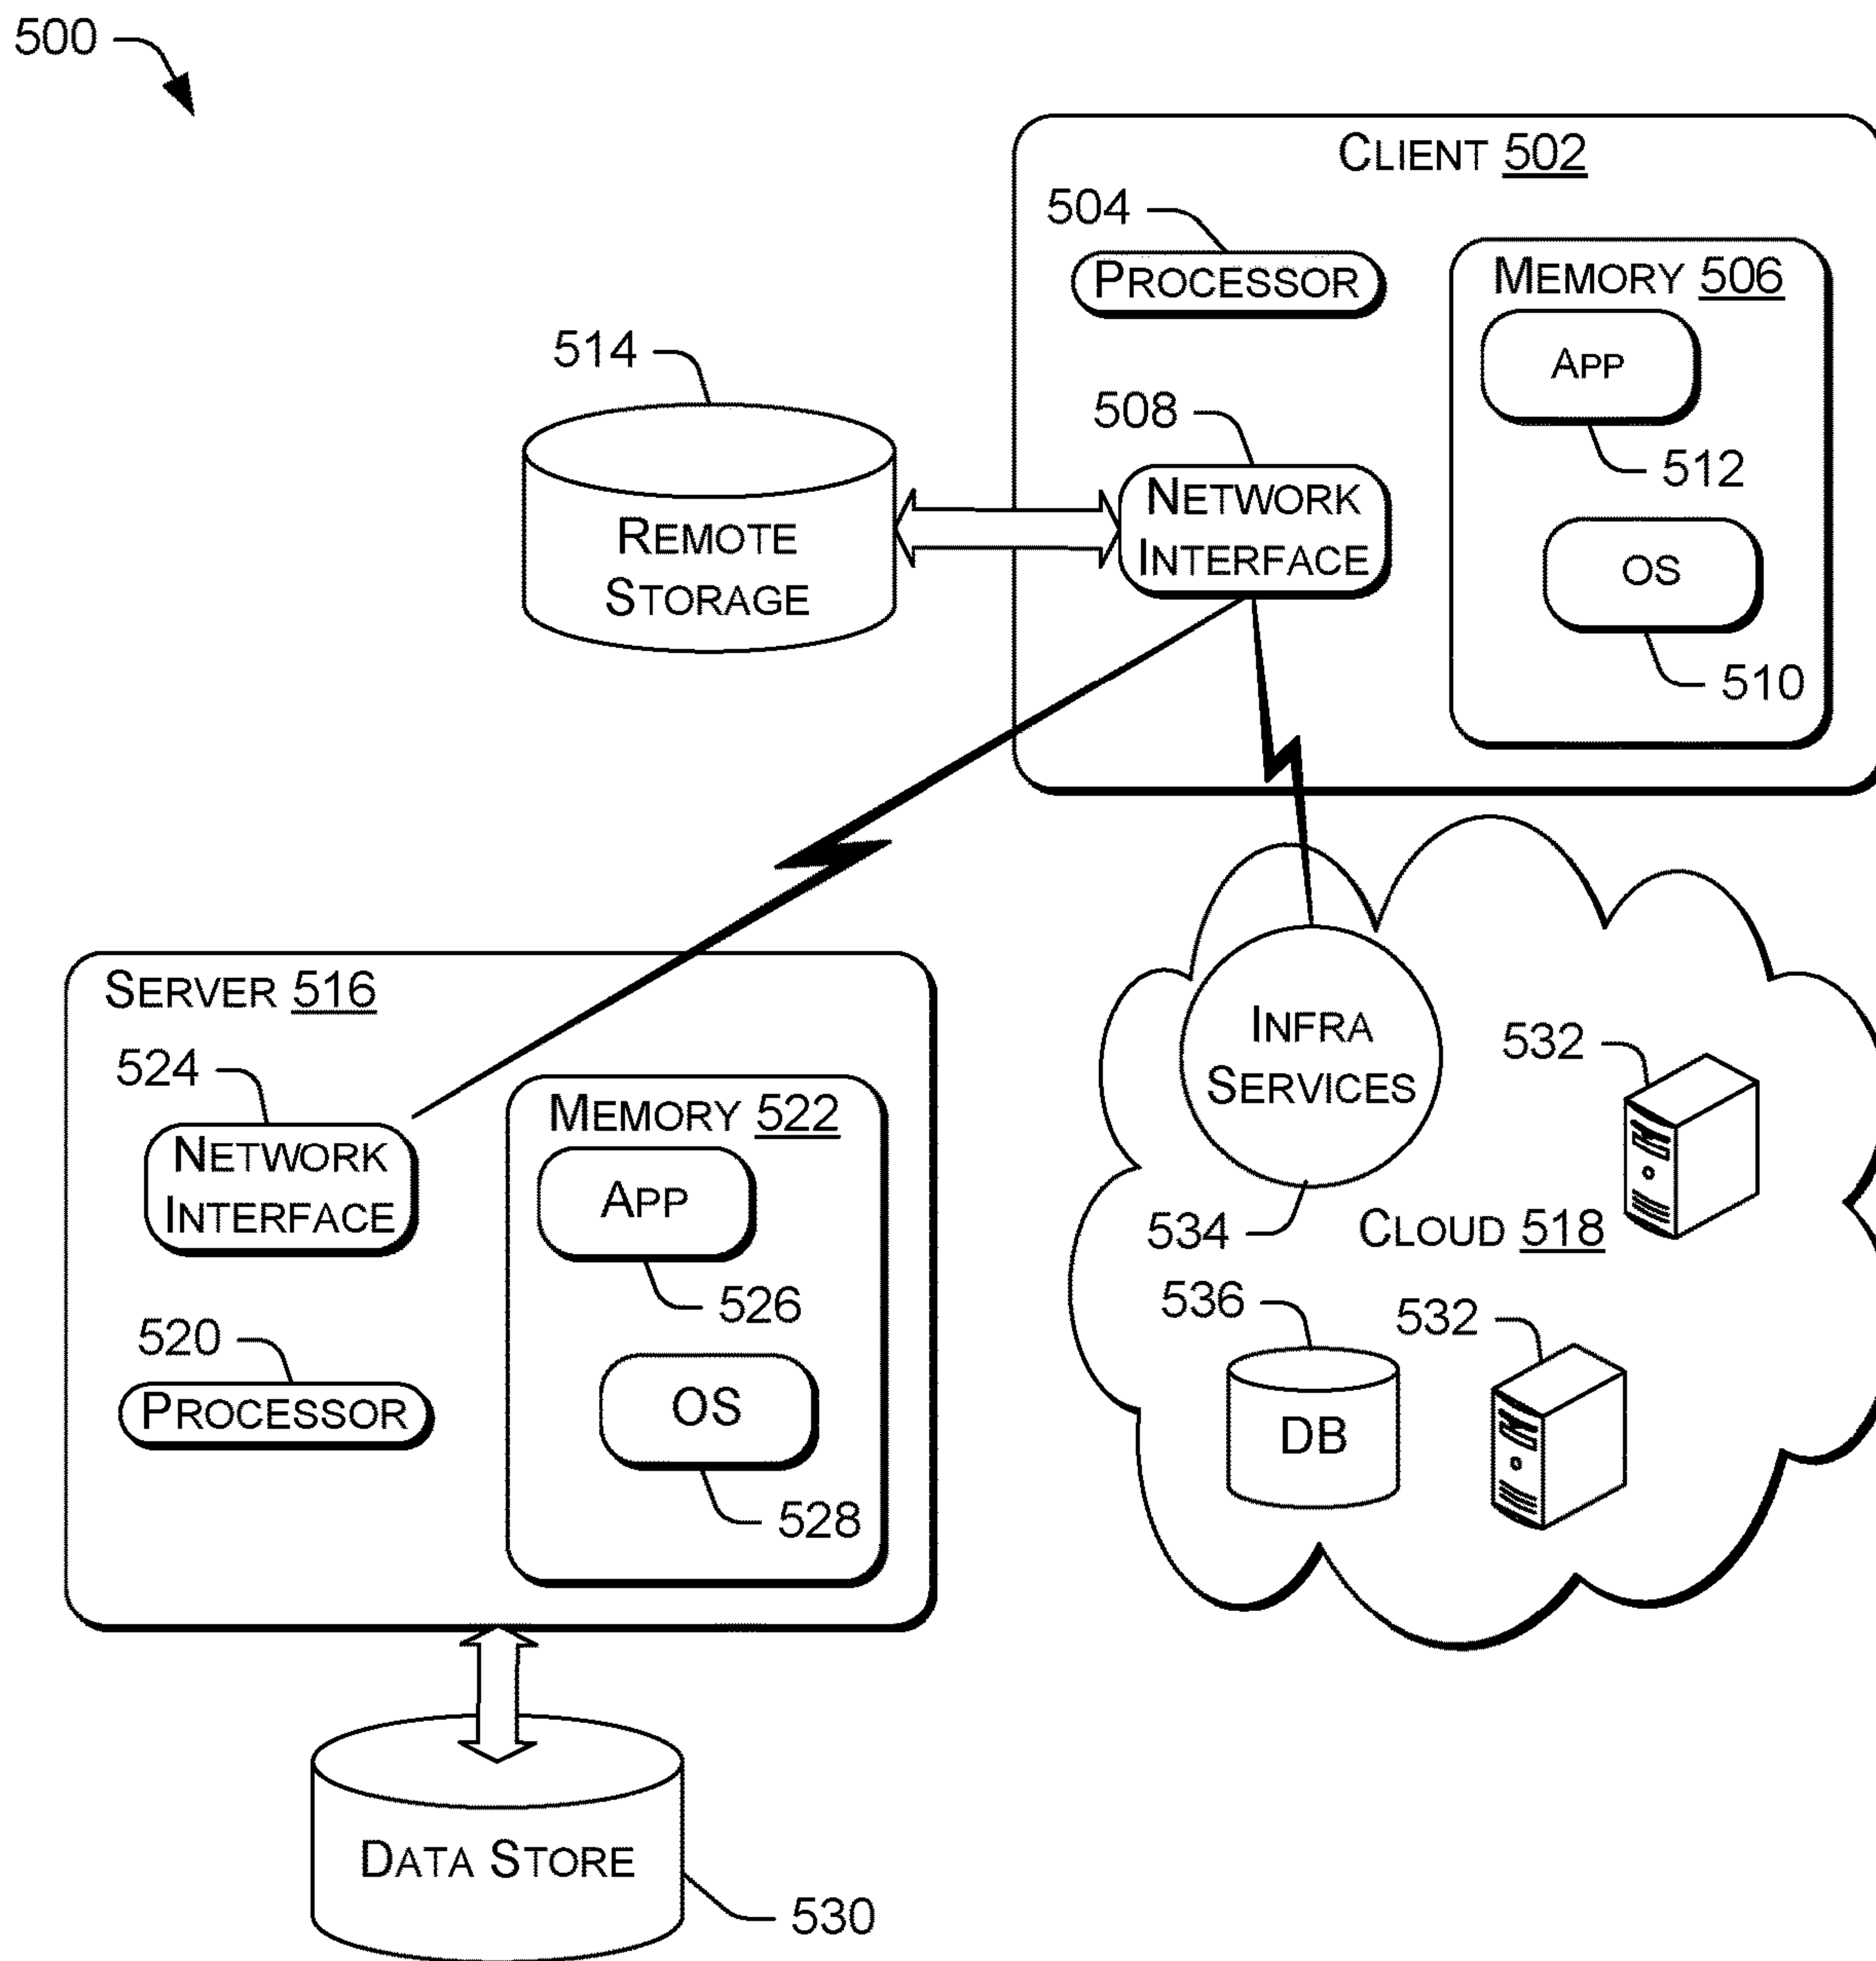 500
CLIENT 502
504
PROCESSOR
MEMORY 506
APP
512
OS
510
514
REMOTE
STORAGE
508
NETWORK
INTERFACE
SERVER 516
524
NETWORK
INTERFACE
MEMORY 522
APP
526
520
PROCESSOR
OS
528
INFRA
SERVICES
532
534
CLOUD 518
536
DB
532
DATA STORE
530